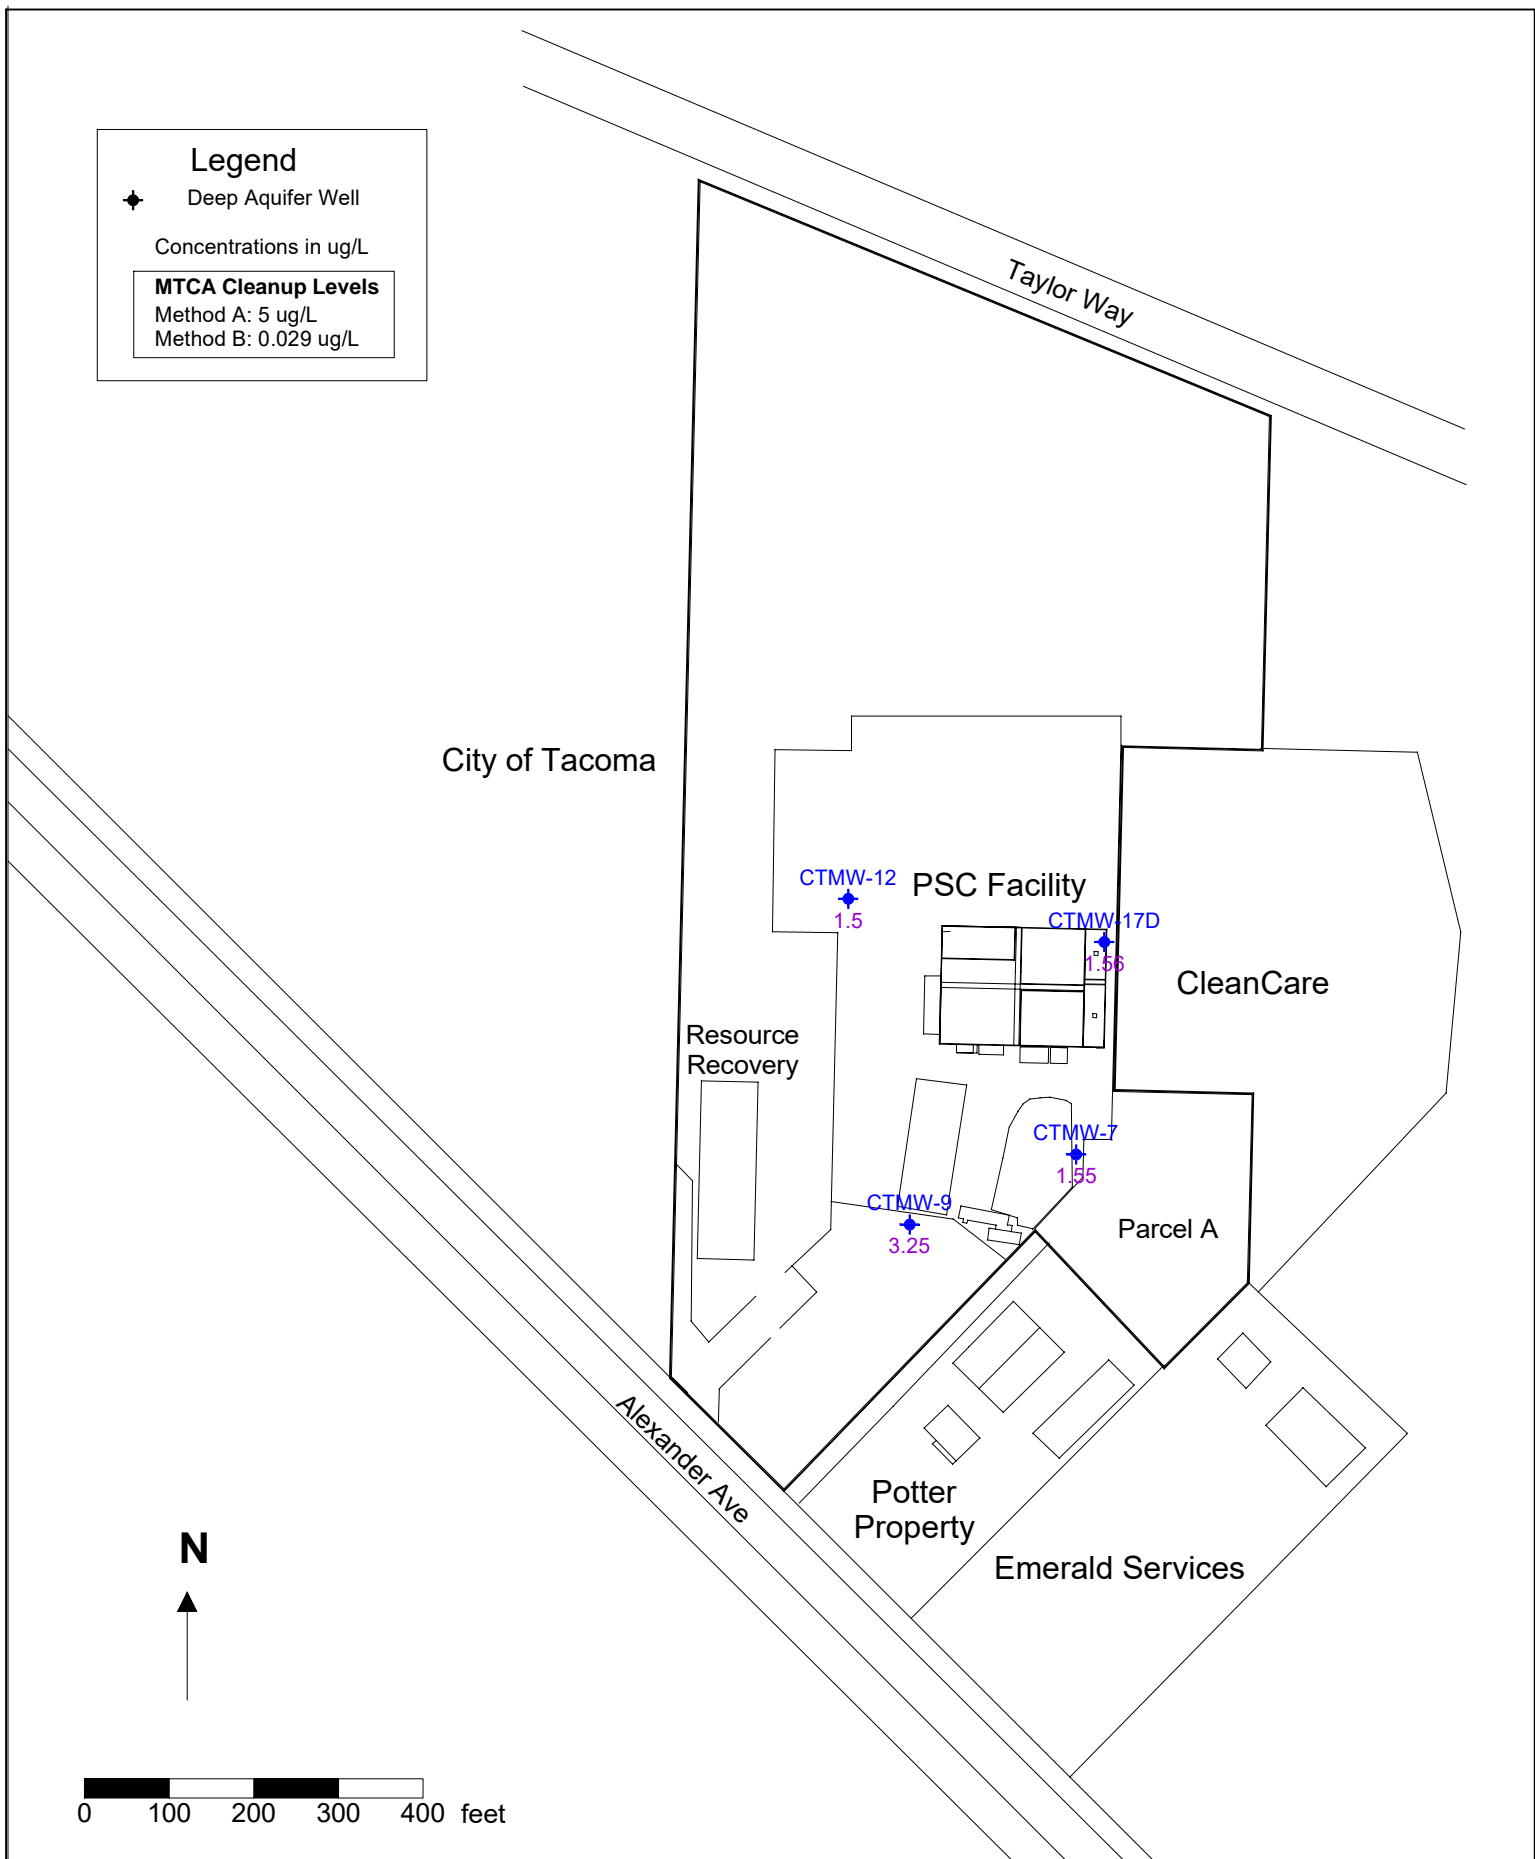 Legend
Deep Aquifer Well
Concentrations in ug/L
MTCA Cleanup Levels
Method A: 5 ug/L
Method B: 0.029 ug/L
Taylor Way
City of Tacoma
CTMW-12
1.5
PSC Facility
CTMW-17D
1.56
CleanCare
Resource
Recovery
CTMW-7
1.55
CTMW-9
3.25
Parcel A
Alexander Ave
Potter
Property
Emerald Services
N
0 100 200 300 400 feet